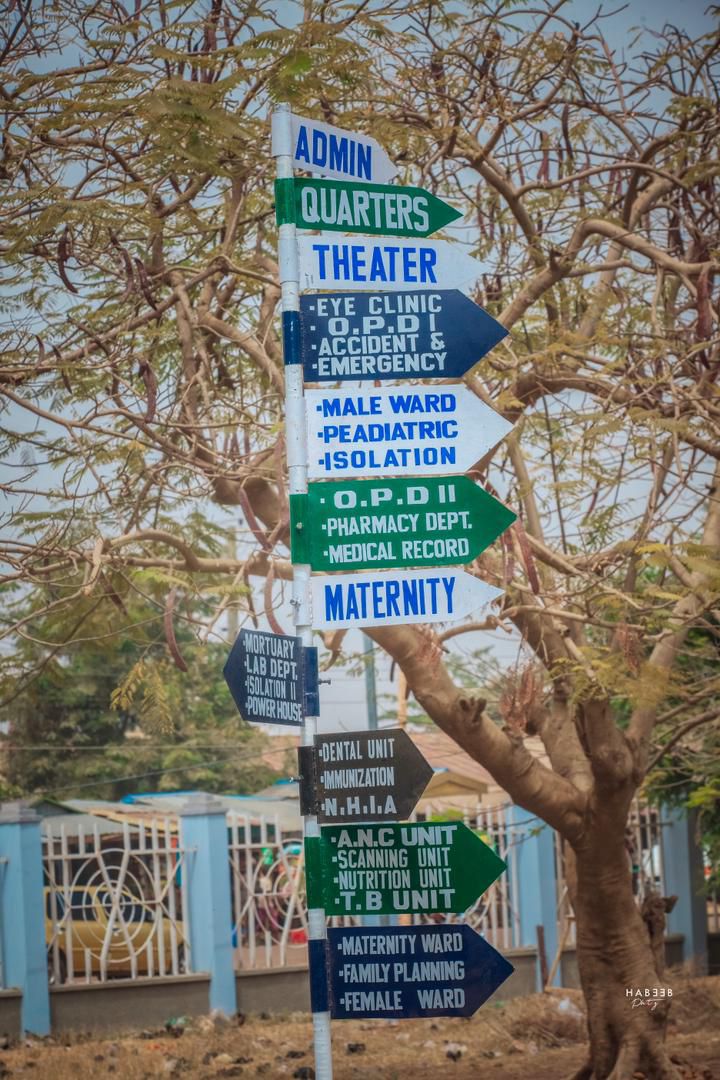 ADMIN
QUARTERS
THEATER
·EYE CLINIC
·O.P.D I
·ACCIDENT &
·EMERGENCY
·MALE WARD
·PEADIATRIC
·ISOLATION
·O.P.D II
·PHARMACY DEPT.
·MEDICAL RECORD
MATERNITY
·MORTUARY
·LAB DEPT.
·ISOLATION II
·POWER HOUSE
·DENTAL UNIT
·IMMUNIZATION
·N.H.I.A
·A.N.C UNIT
·SCANNING UNIT
·NUTRITION UNIT
·T.B UNIT
·MATERNITY WARD
·FAMILY PLANNING
·FEMALE WARD
HABEEB
Phtz